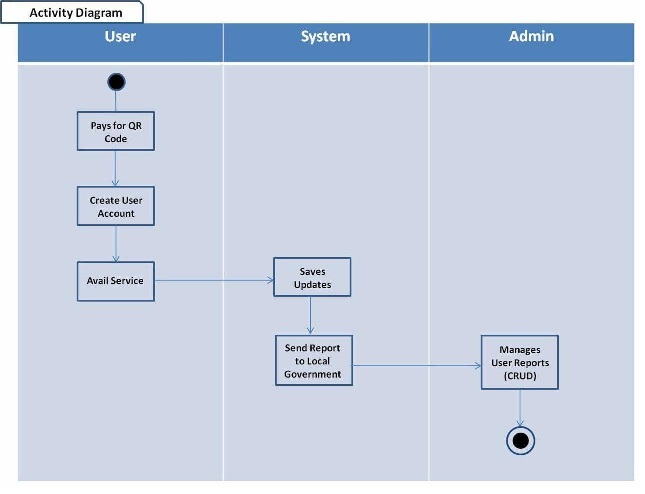 Activity Diagram
User
System
Admin
Pays for QR
Code
Create User
Account
Avail Service
Saves
Updates
Send Report
to Local
Government
Manages
User Reports
(CRUD)